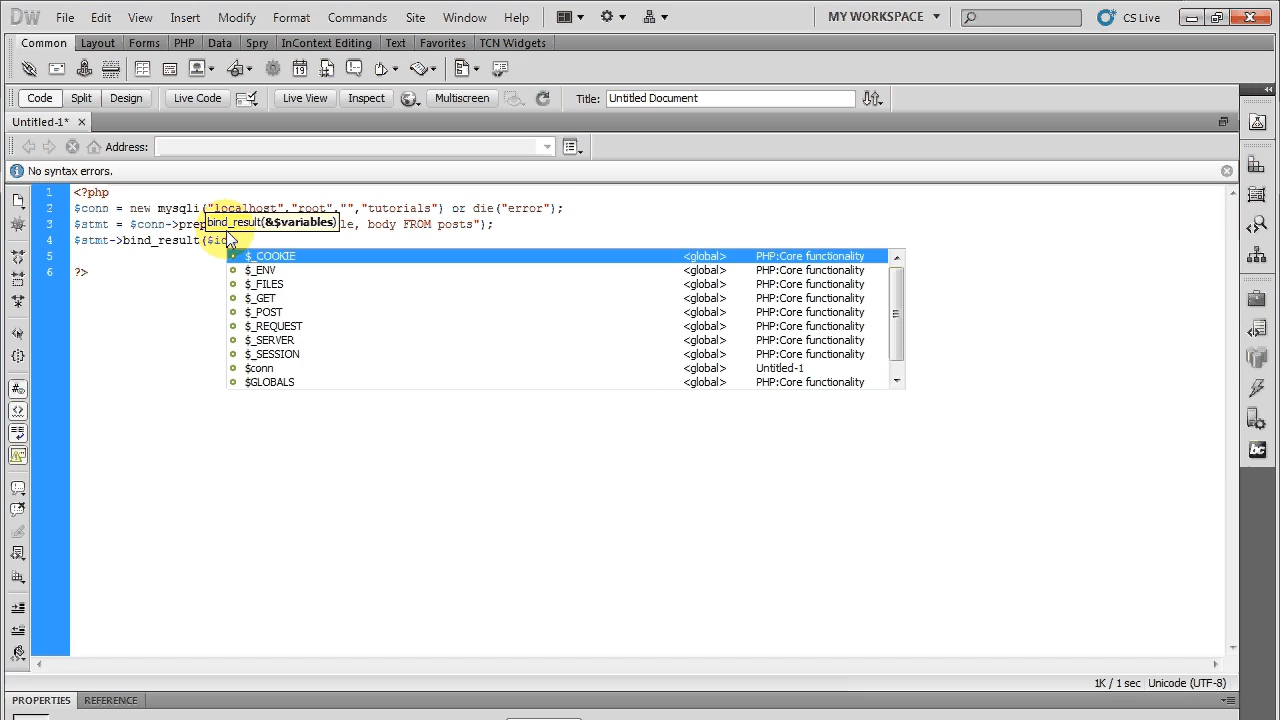 Dw File Edit View Insert Modify Format Commands Site Window Help MY WORKSPACE CS Live
Common Layout Forms PHP Data Spry InContext Editing Text Favorites TCN Widgets
Code Split Design Live Code Live View Inspect Multiscreen Title: Untitled Document
Untitled-1*
Address:
No syntax errors.
1 <?php
2 $conn = new mysqli("localhost","root","","tutorials") or die("error");
bind_result(&$variables)
3 $stmt = $conn->prep le, body FROM posts");
4 $stmt->bind_result($id
5
6 ?>
$_COOKIE <global> PHP:Core functionality
$_ENV <global> PHP:Core functionality
$_FILES <global> PHP:Core functionality
$_GET <global> PHP:Core functionality
$_POST <global> PHP:Core functionality
$_REQUEST <global> PHP:Core functionality
$_SERVER <global> PHP:Core functionality
$_SESSION <global> PHP:Core functionality
$conn <global> Untitled-1
$GLOBALS <global> PHP:Core functionality
bc
1K / 1 sec Unicode (UTF-8)
PROPERTIES REFERENCE